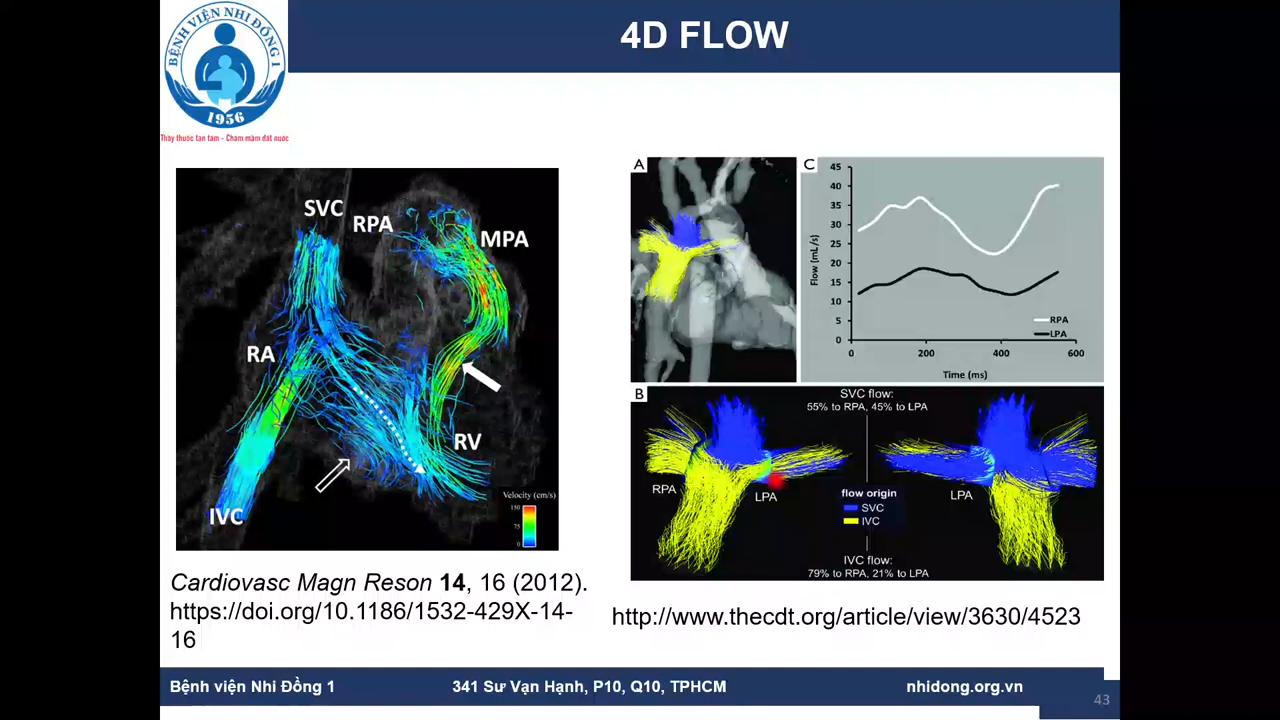 4D FLOW
BỆNH VIỆN NHI ĐỒNG 1
1956
Thầy thuốc tận tâm - Chăm mầm đất nước
SVC
RPA
MPA
RA
RV
IVC
Velocity (cm/s)
150
75
0
A
C
45
40
35
30
25
20
15
10
5
0
Flow (mL/s)
0 200 400 600
Time (ms)
RPA
LPA
B
SVC flow:
55% to RPA, 45% to LPA
RPA
LPA
LPA
flow origin
SVC
IVC
IVC flow:
79% to RPA, 21% to LPA
Cardiovasc Magn Reson 14, 16 (2012).
https://doi.org/10.1186/1532-429X-14-
16
http://www.thecdt.org/article/view/3630/4523
Bệnh viện Nhi Đồng 1 341 Sư Vạn Hạnh, P10, Q10, TPHCM nhidong.org.vn
43